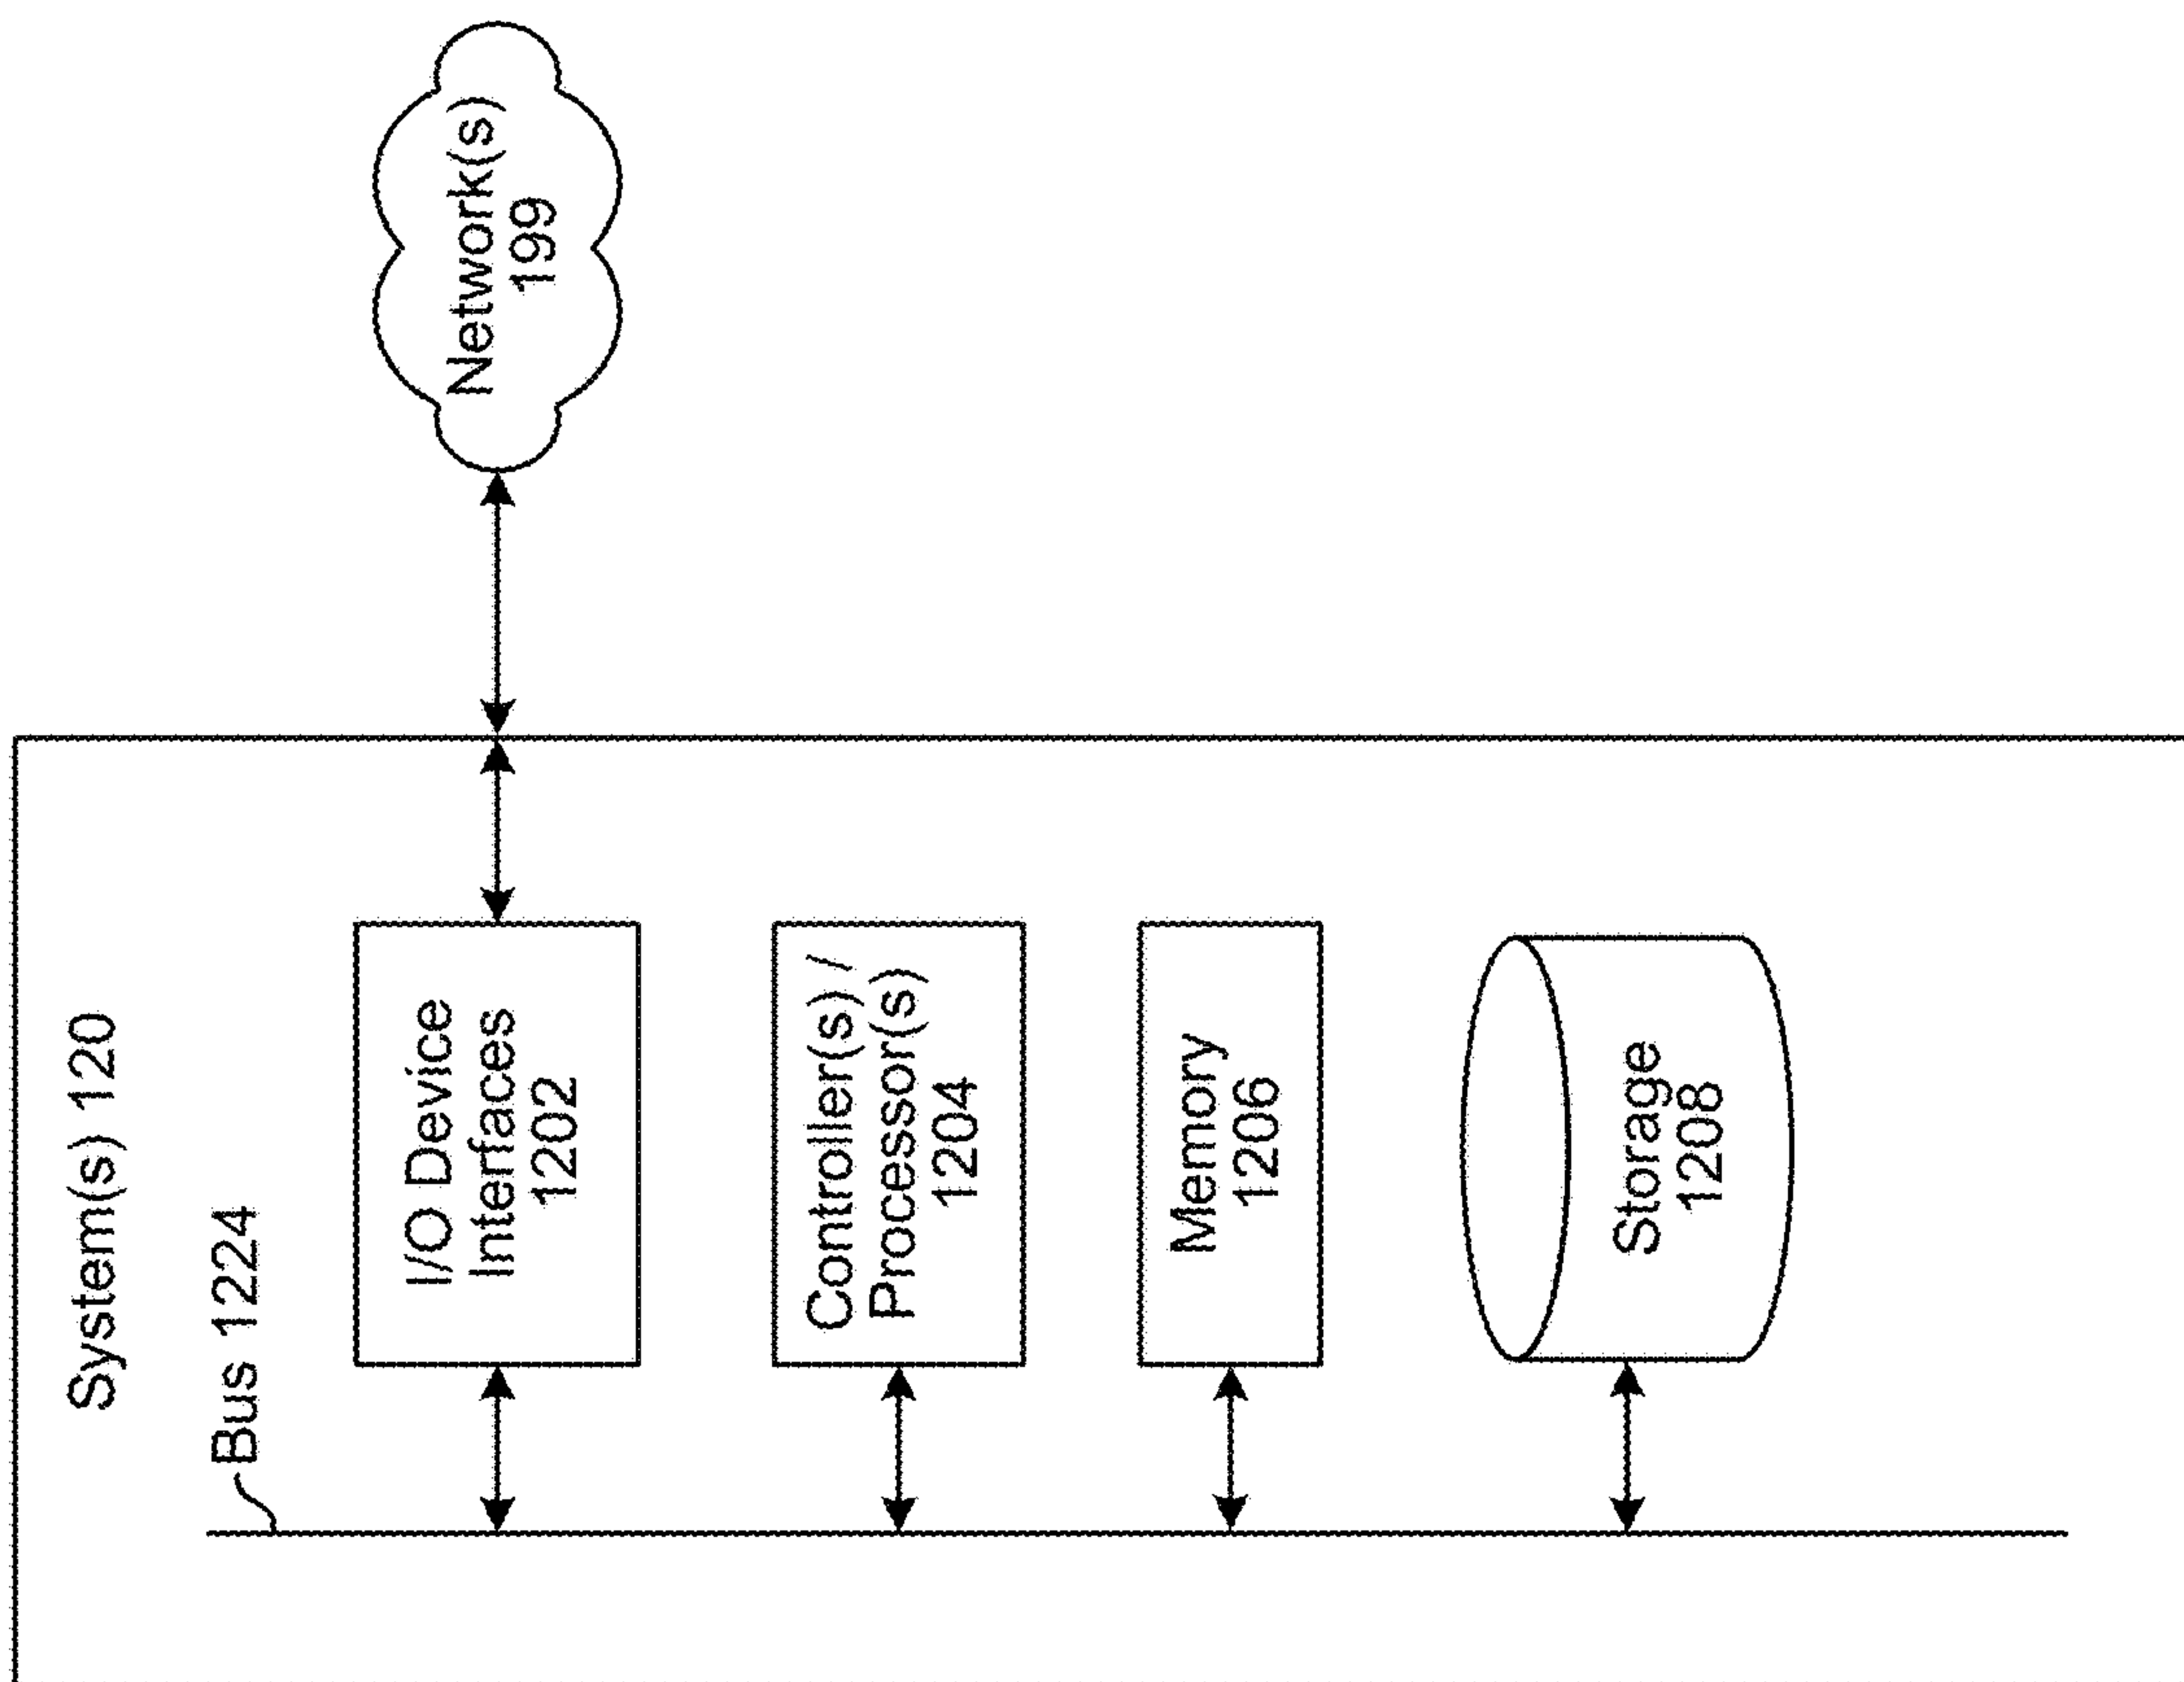 System(s) 120
Bus 1224
I/O Device
Interfaces
1202
Controller(s) /
Processor(s)
1204
Memory
1206
Storage
1208
Network(s)
199